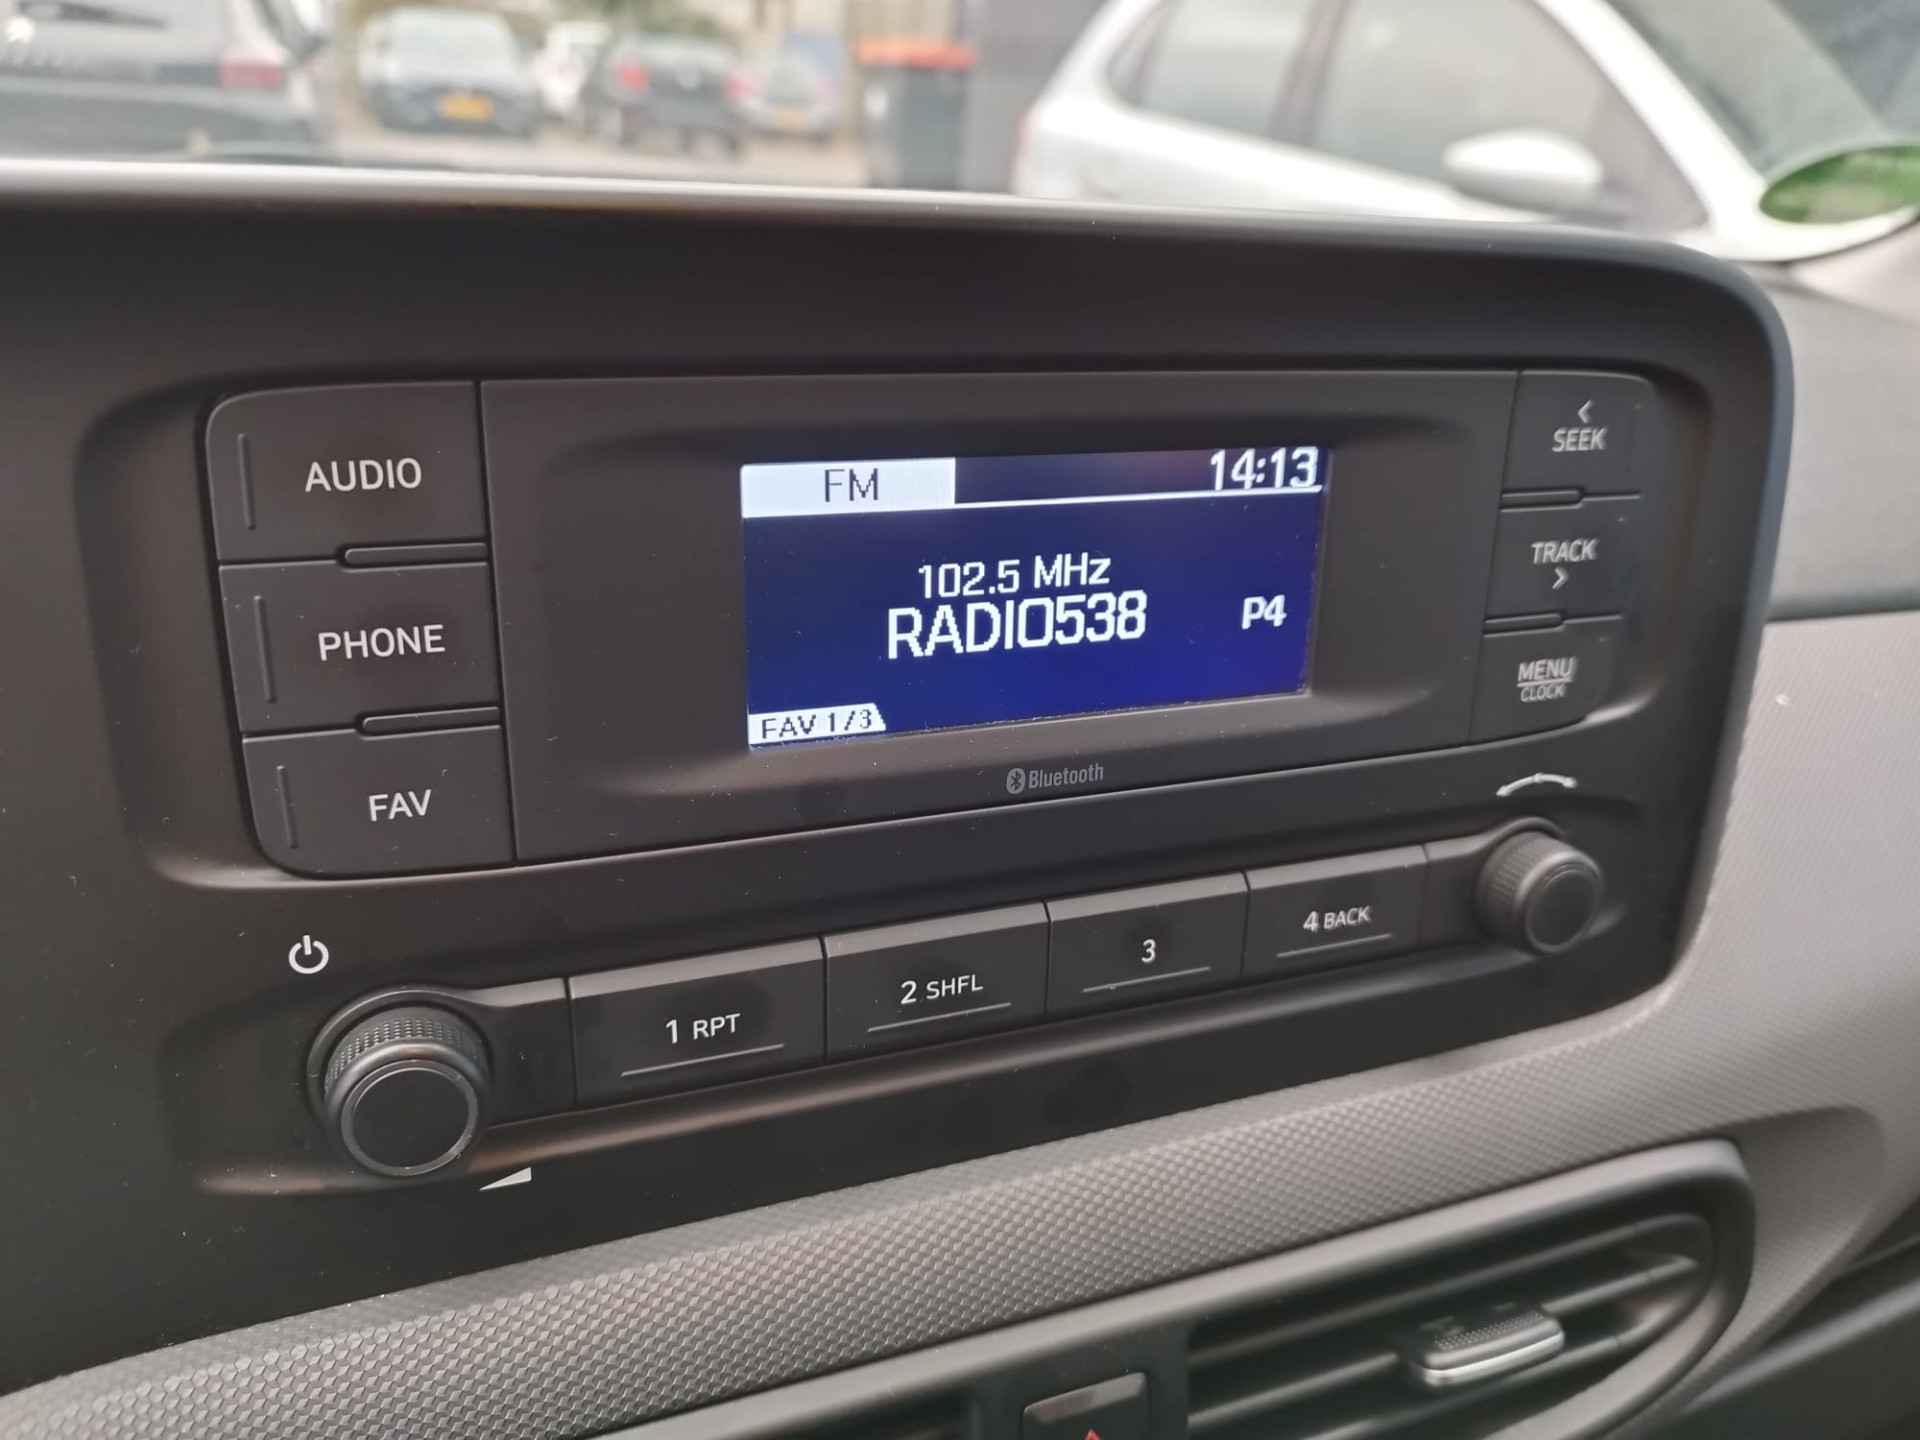 AUDIO
PHONE
FAV
FM
14:13
102.5 MHz
RADIO538
P4
FAV 1/3
Bluetooth
SEEK
TRACK
MENU
CLOCK
1 RPT
2 SHFL
3
4 BACK